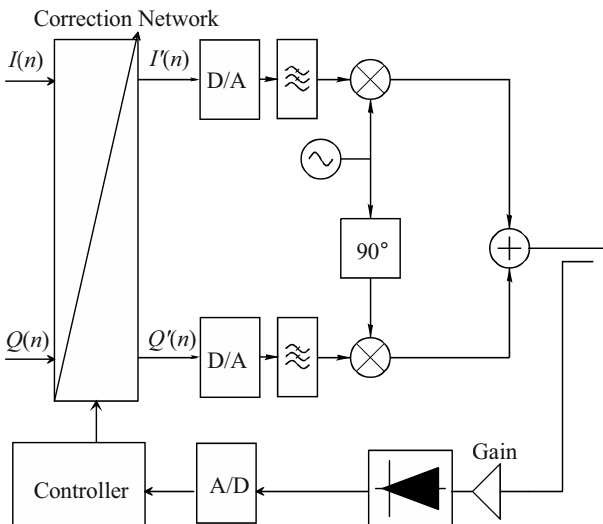 Correction Network
I(n)
I'(n)
D/A
90°
Q(n)
Q'(n)
D/A
Gain
Controller
A/D